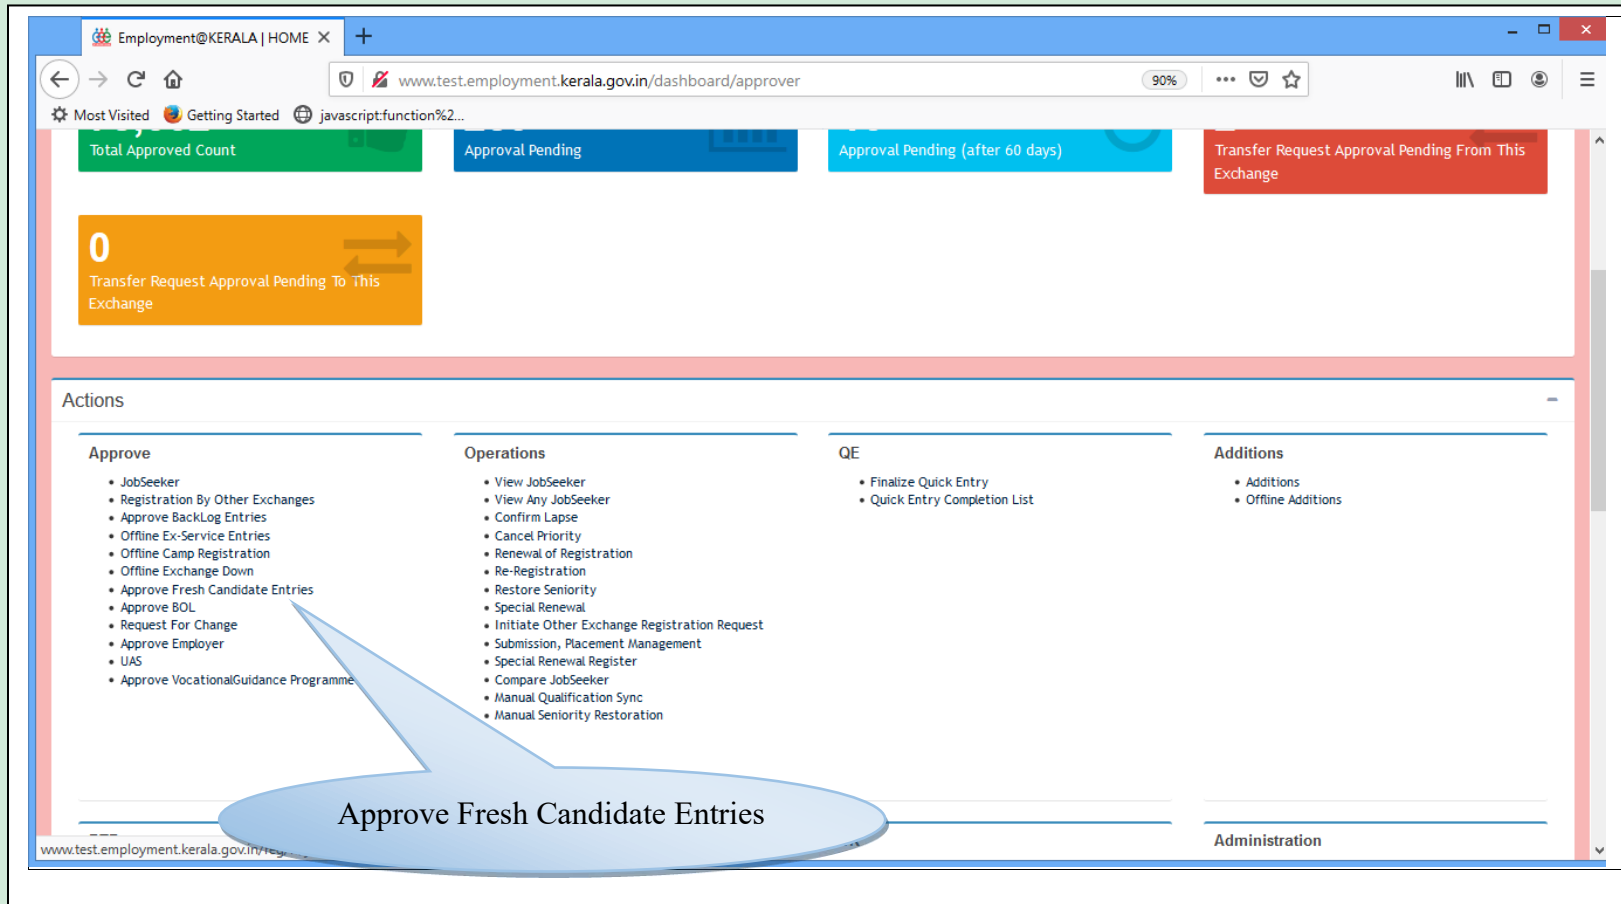 Employment@KERALA | HOME
www.test.employment.kerala.gov.in/dashboard/approver
90%
Most Visited Getting Started javascript:function%2...
Total Approved Count
Approval Pending
Approval Pending (after 60 days)
Transfer Request Approval Pending From This
Exchange
0
Transfer Request Approval Pending To This
Exchange
Actions
Approve
• JobSeeker
• Registration By Other Exchanges
• Approve BackLog Entries
• Offline Ex-Service Entries
• Offline Camp Registration
• Offline Exchange Down
• Approve Fresh Candidate Entries
• Approve BOL
• Request For Change
• Approve Employer
• UAS
• Approve VocationalGuidance Programme
Operations
• View JobSeeker
• View Any JobSeeker
• Confirm Lapse
• Cancel Priority
• Renewal of Registration
• Re-Registration
• Restore Seniority
• Special Renewal
• Initiate Other Exchange Registration Request
• Submission, Placement Management
• Special Renewal Register
• Compare JobSeeker
• Manual Qualification Sync
• Manual Seniority Restoration
QE
• Finalize Quick Entry
• Quick Entry Completion List
Additions
• Additions
• Offline Additions
Approve Fresh Candidate Entries
Administration
www.test.employment.kerala.gov.in/